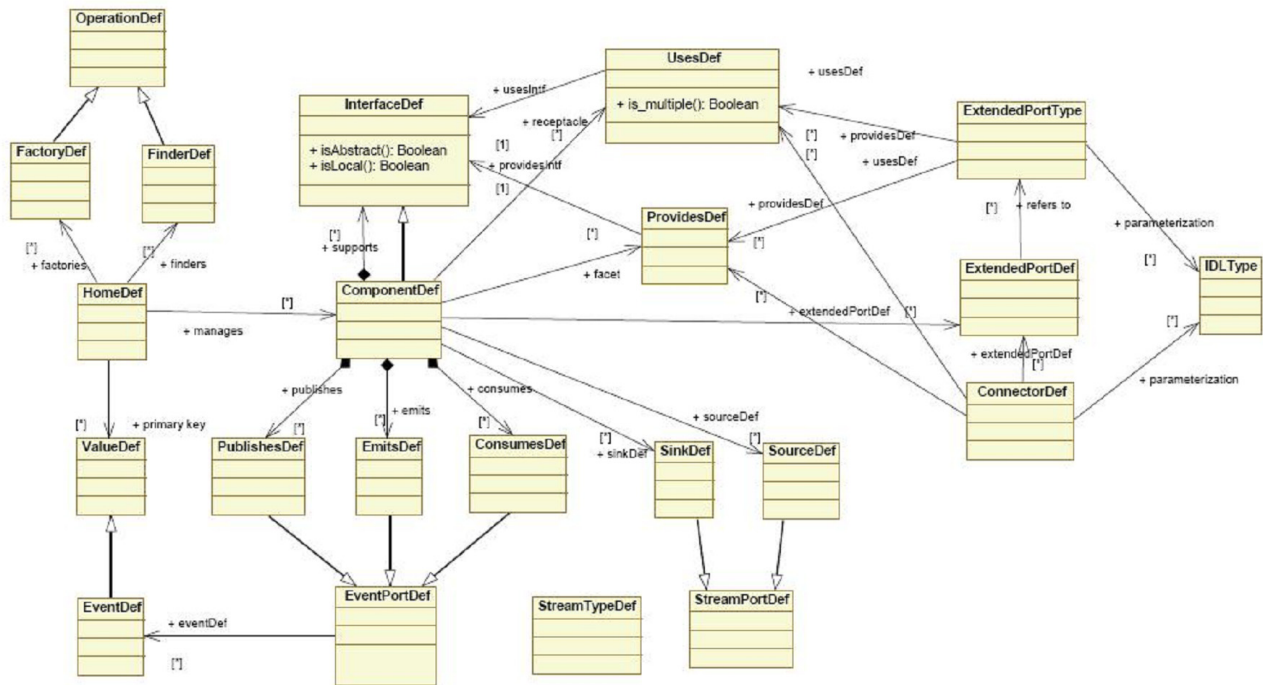 OperationDef
UsesDef
+ usesDef
+ usesIntf
InterfaceDef
+ is_multiple(): Boolean
ExtendedPortType
+ receptacle
[*]
[*]
+ providesDef
FactoryDef
FinderDef
+ isAbstract(): Boolean
[1]
[*]
+ usesDef
+ isLocal(): Boolean
+ providesIntf
[1]
+ providesDef
[*]
+ refers to
ProvidesDef
+ parameterization
[*]
[*]
[*]
[*]
[*]
+ factories
+ finders
+ supports
+ facet
ExtendedPortDef
[*]
IDLType
HomeDef
ComponentDef
[*]
[*]
+ extendedPortDef
[*]
[*]
+ manages
+ extendedPortDef
[*]
+ parameterization
+ publishes
+ consumes
ConnectorDef
[*]
+ primary key
[*]
[*]
+ emits
[*]
+ sourceDef
[*]
[*]
ValueDef
PublishesDef
EmitsDef
ConsumesDef
+ sinkDef
SinkDef
SourceDef
EventDef
EventPortDef
StreamTypeDef
StreamPortDef
+ eventDef
[*]